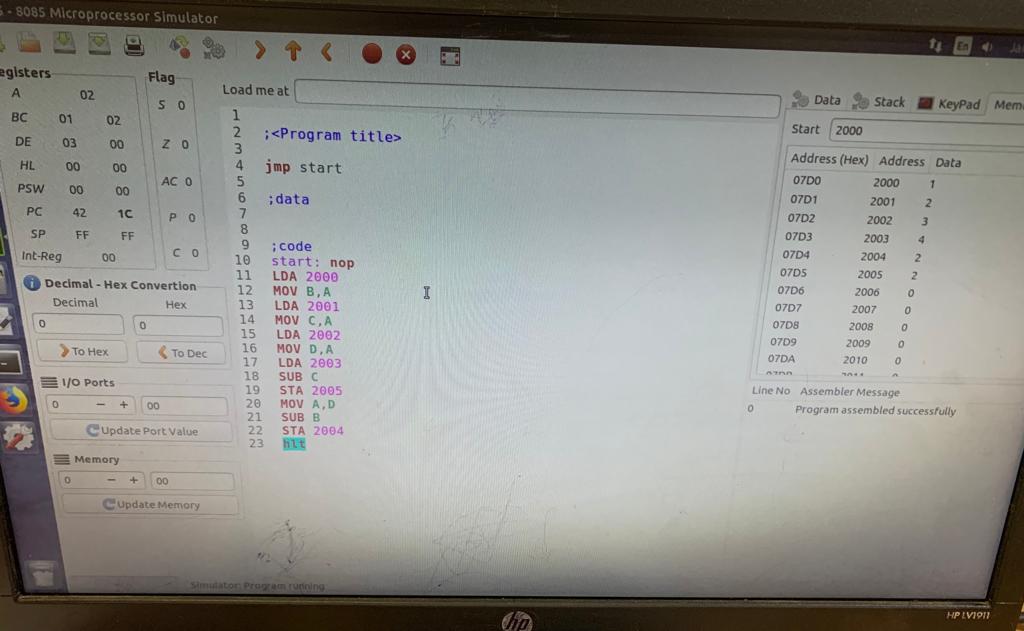 - 8085 Microprocessor Simulator
En
Registers
A 02
BC 01 02
DE 03 00
HL 00 00
PSW 00 00
PC 42 1C
SP FF FF
Int-Reg 00
Flag
S 0
Z 0
AC 0
P 0
C 0
Decimal - Hex Convertion
Decimal Hex
0 0
To Hex To Dec
I/O Ports
0 - + 00
Update Port Value
Memory
0 - + 00
Update Memory
Load me at
1
2 ;<Program title>
3
4 jmp start
5
6 ;data
7
8
9 ;code
10 start: nop
11 LDA 2000
12 MOV B,A
13 LDA 2001
14 MOV C,A
15 LDA 2002
16 MOV D,A
17 LDA 2003
18 SUB C
19 STA 2005
20 MOV A,D
21 SUB B
22 STA 2004
23 hlt
Data Stack KeyPad Mem
Start 2000
Address (Hex) Address Data
07D0 2000 1
07D1 2001 2
07D2 2002 3
07D3 2003 4
07D4 2004 2
07D5 2005 2
07D6 2006 0
07D7 2007 0
07D8 2008 0
07D9 2009 0
07DA 2010 0
Line No Assembler Message
0 Program assembled successfully
Simulator: Program running
hp
HP LV1911